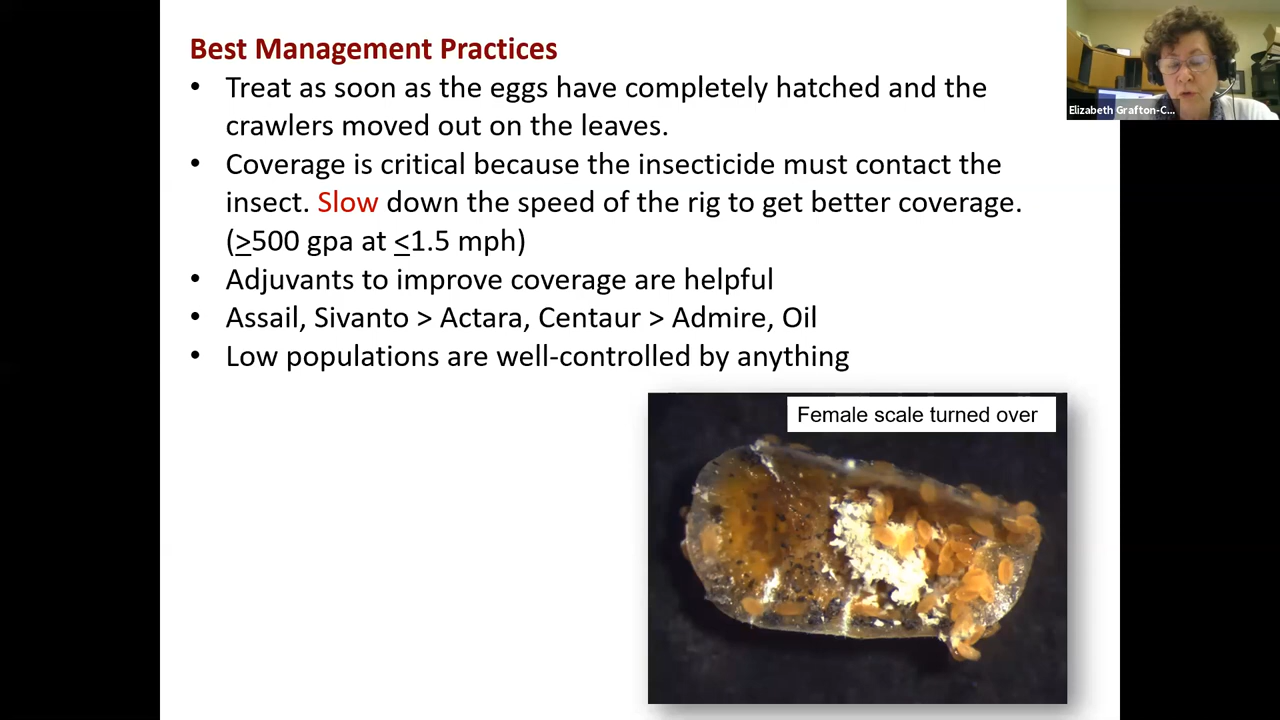 Best Management Practices
• Treat as soon as the eggs have completely hatched and the
crawlers moved out on the leaves.
• Coverage is critical because the insecticide must contact the
insect. Slow down the speed of the rig to get better coverage.
(≥500 gpa at ≤1.5 mph)
• Adjuvants to improve coverage are helpful
• Assail, Sivanto > Actara, Centaur > Admire, Oil
• Low populations are well-controlled by anything
Female scale turned over
Elizabeth Grafton-C...